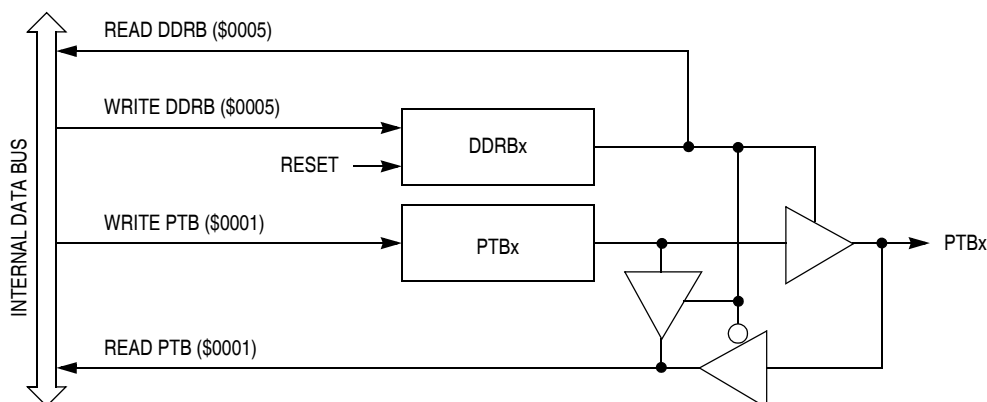 READ DDRB ($0005)
WRITE DDRB ($0005)
DDRBx
RESET
INTERNAL DATA BUS
WRITE PTB ($0001)
PTBx
PTBx
READ PTB ($0001)